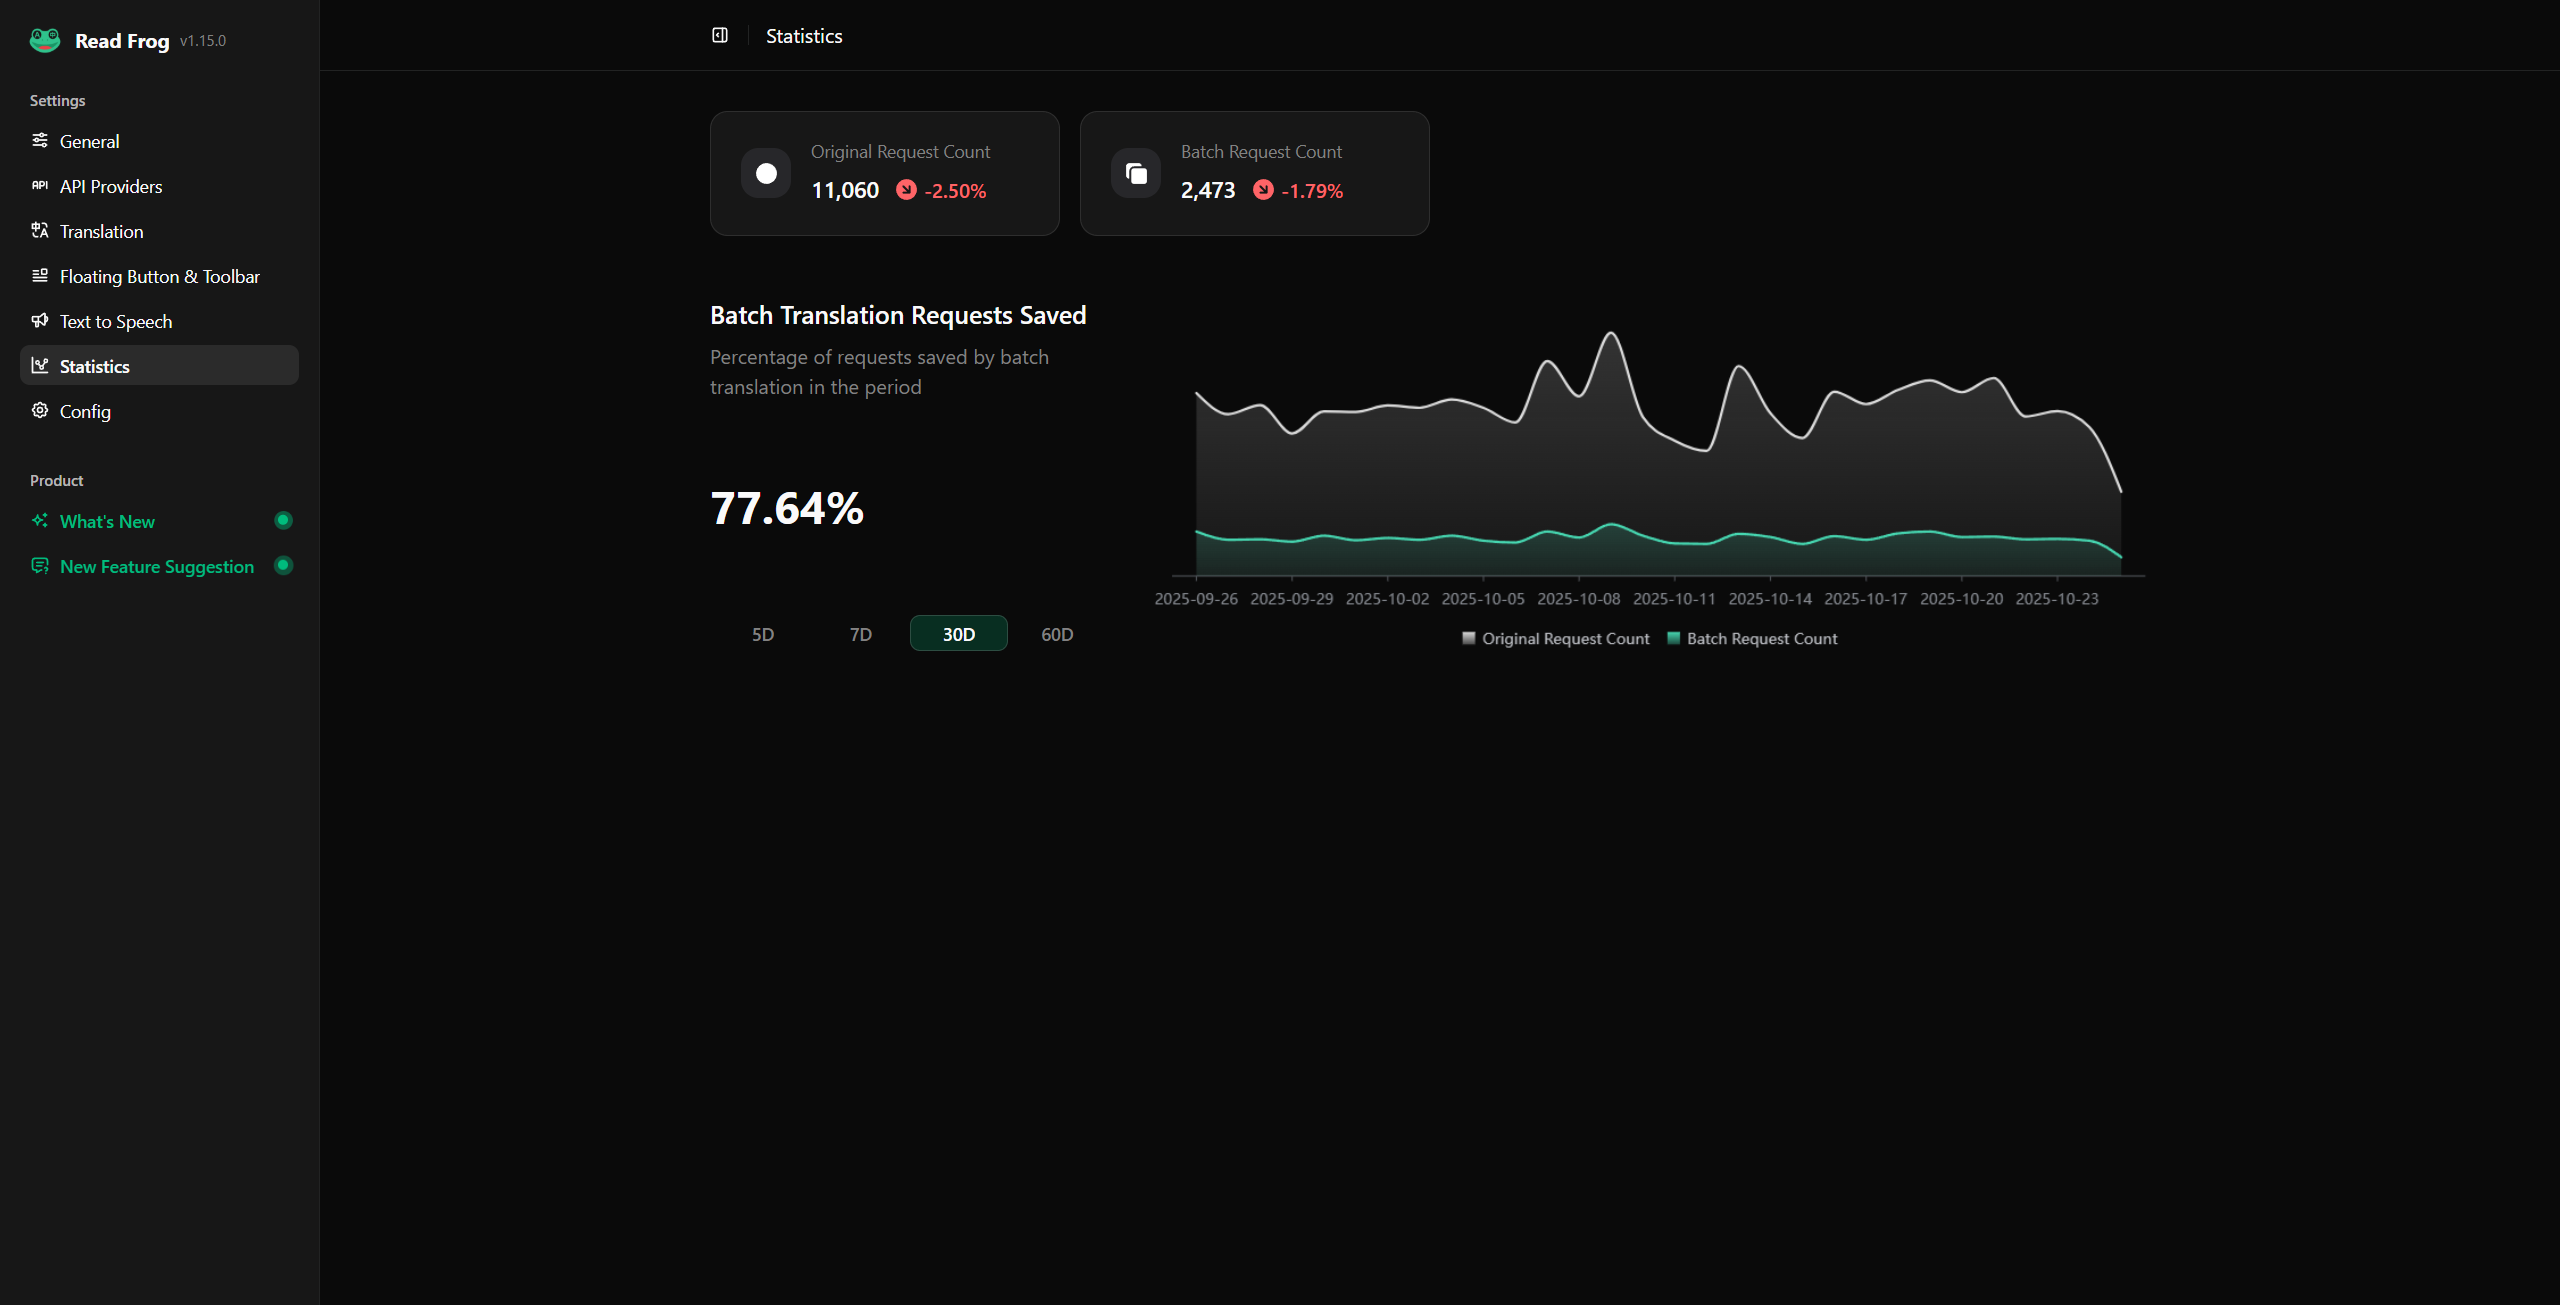 Read Frog v1.15.0
Settings
General
API Providers
Translation
Floating Button & Toolbar
Text to Speech
Statistics
Config
Product
What's New
New Feature Suggestion
Statistics
Original Request Count
11,060 -2.50%
Batch Request Count
2,473 -1.79%
Batch Translation Requests Saved
Percentage of requests saved by batch
translation in the period
77.64%
5D 7D 30D 60D
2025-09-26 2025-09-29 2025-10-02 2025-10-05 2025-10-08 2025-10-11 2025-10-14 2025-10-17 2025-10-20 2025-10-23
Original Request Count Batch Request Count